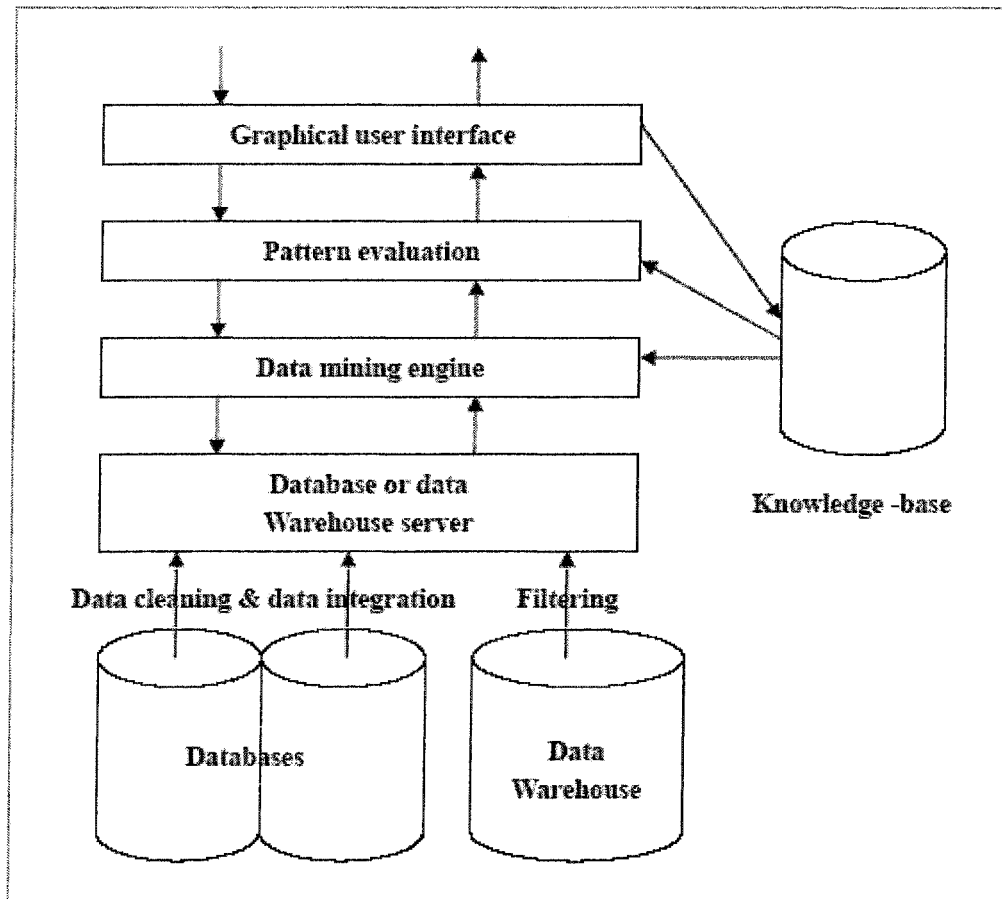 Graphical user interface
Pattern evaluation
Data mining engine
Database or data
Warehouse server
Knowledge -base
Data cleaning & data integration
Filtering
Databases
Data
Warehouse